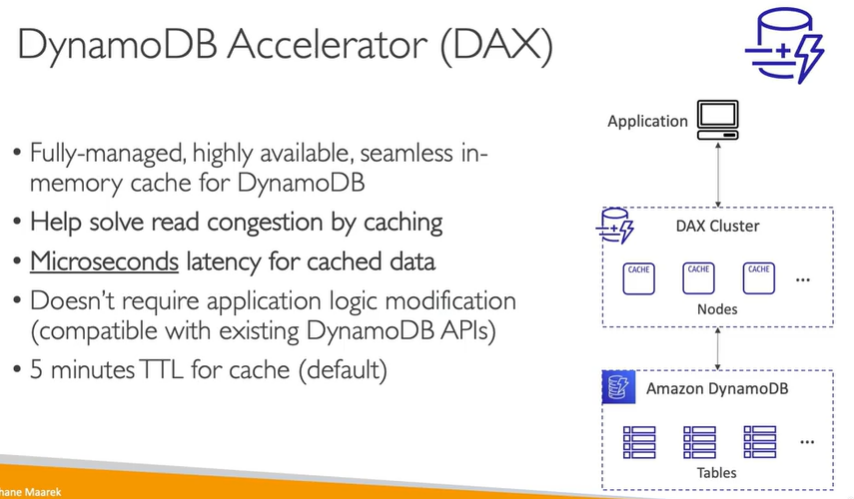 DynamoDB Accelerator (DAX)
• Fully-managed, highly available, seamless in-
memory cache for DynamoDB
• Help solve read congestion by caching
• Microseconds latency for cached data
• Doesn't require application logic modification
(compatible with existing DynamoDB APIs)
• 5 minutes TTL for cache (default)
Application
DAX Cluster
CACHE CACHE CACHE ...
Nodes
Amazon DynamoDB
...
Tables
hane Maarek